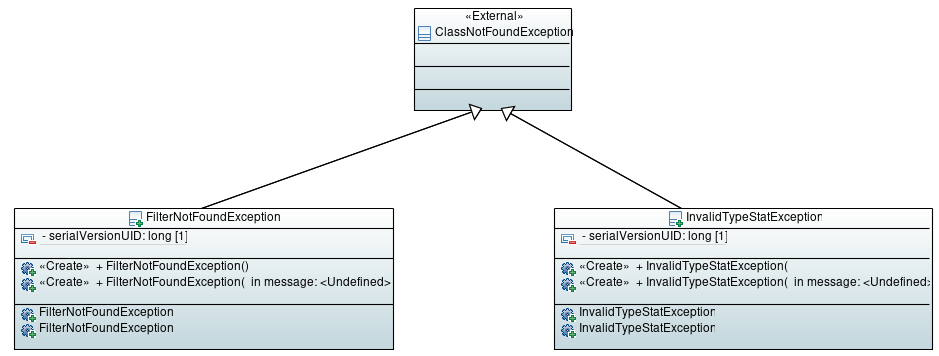 «External»
ClassNotFoundException
FilterNotFoundException
- serialVersionUID: long [1]
«Create» + FilterNotFoundException()
«Create» + FilterNotFoundException( in message: <Undefined>
FilterNotFoundException
FilterNotFoundException
InvalidTypeStatException
- serialVersionUID: long [1]
«Create» + InvalidTypeStatException(
«Create» + InvalidTypeStatException( in message: <Undefined>
InvalidTypeStatException
InvalidTypeStatException